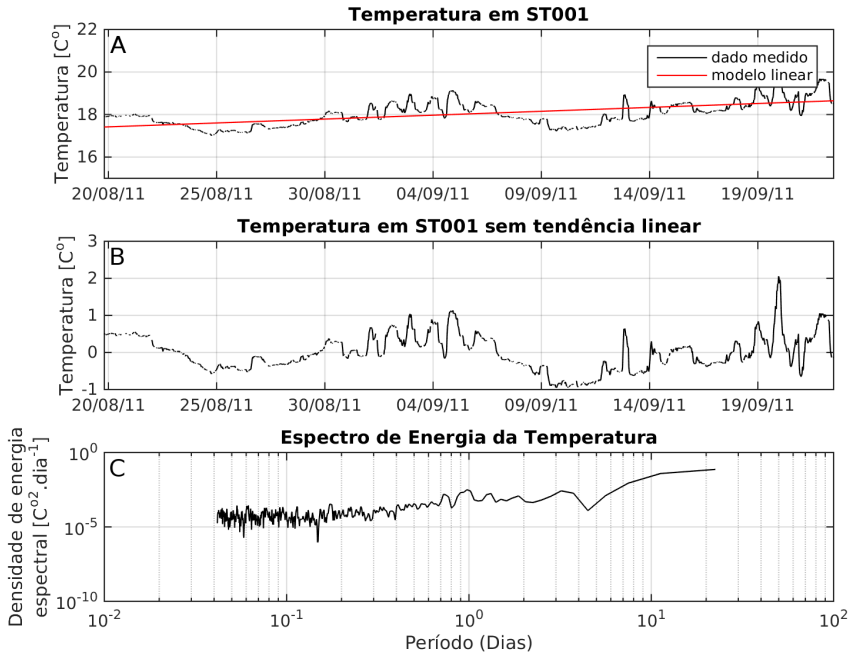 Temperatura em ST001
A
Temperatura [C°]
22
20
18
16
dado medido
modelo linear
20/08/11 25/08/11 30/08/11 04/09/11 09/09/11 14/09/11 19/09/11
Temperatura em ST001 sem tendência linear
B
Temperatura [C°]
3
2
1
0
-1
20/08/11 25/08/11 30/08/11 04/09/11 09/09/11 14/09/11 19/09/11
Espectro de Energia da Temperatura
C
Densidade de energia
espectral [C°².dia⁻¹]
10⁰
10⁻⁵
10⁻¹⁰
10⁻² 10⁻¹ 10⁰ 10¹ 10²
Período (Dias)